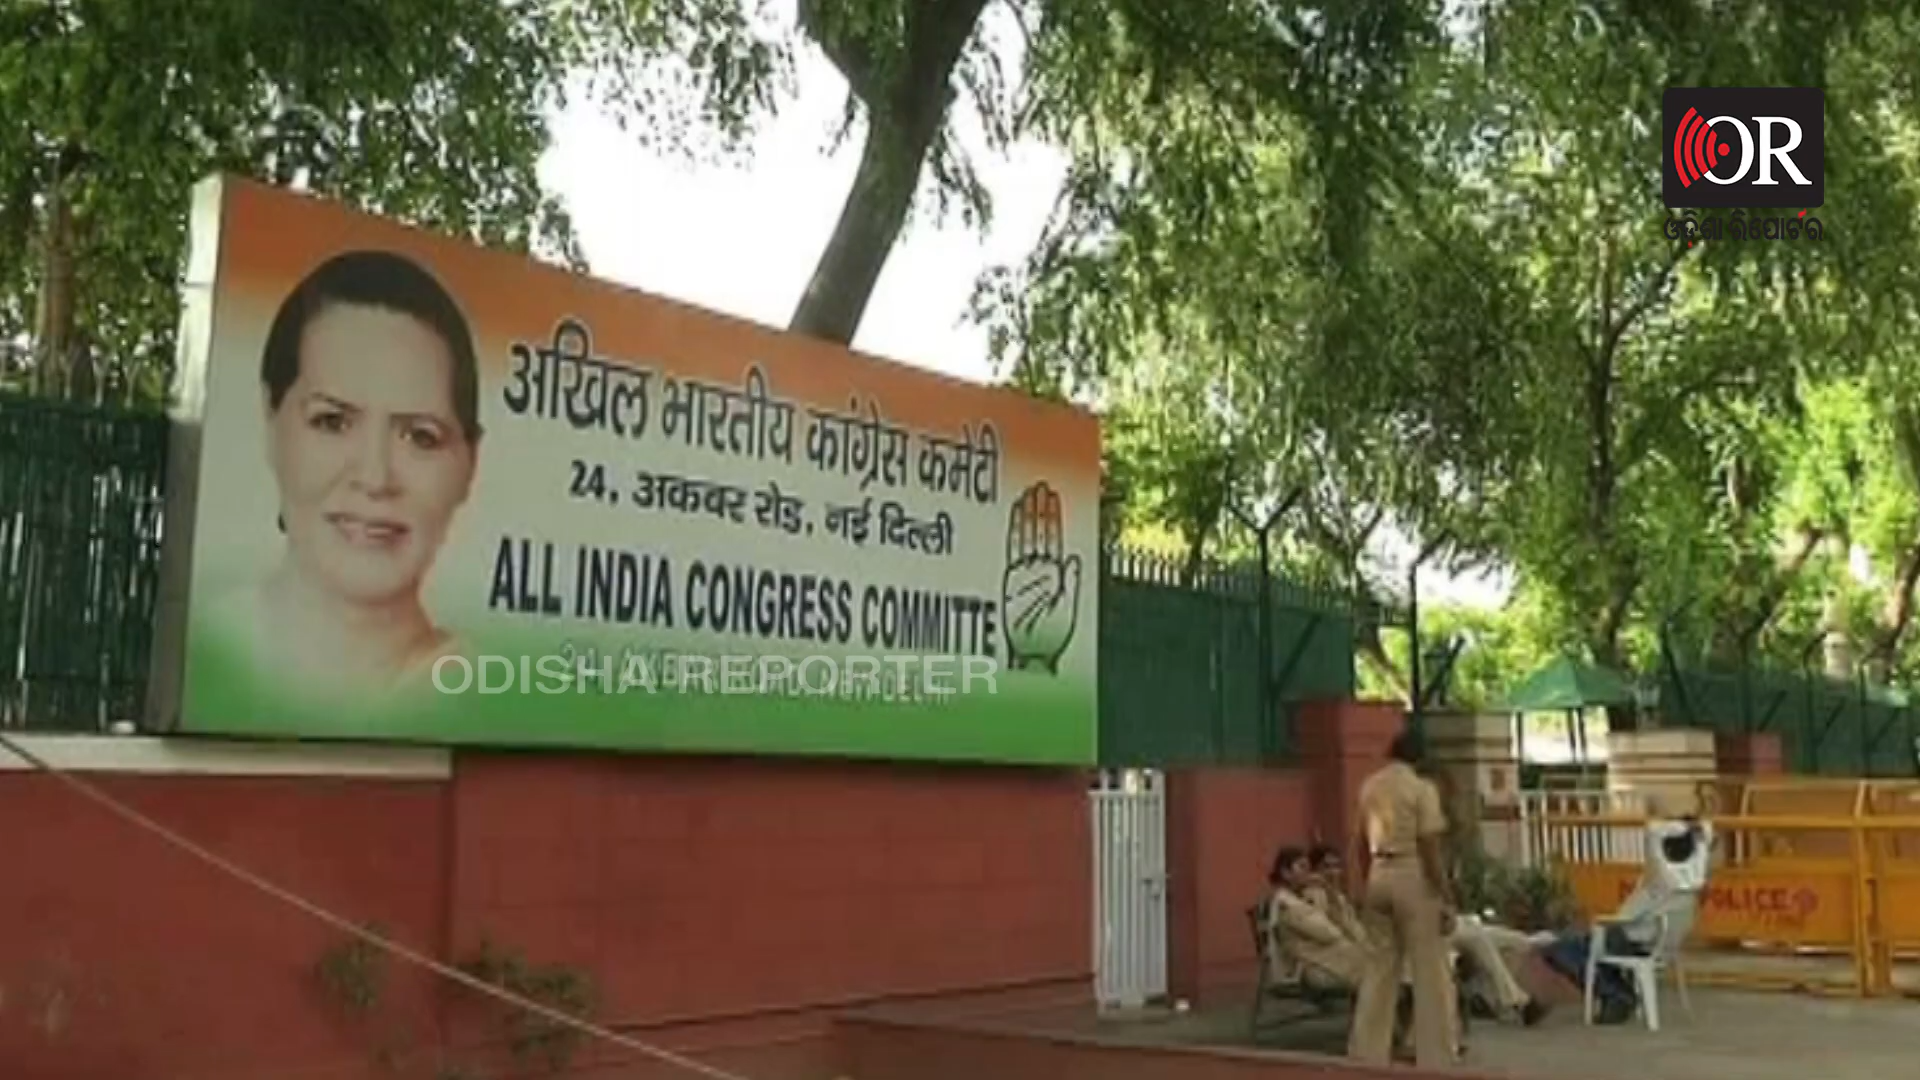 OR
ଓଡ଼ିଶା ରିପୋର୍ଟର
अखिल भारतीय कांग्रेस कमेटी
24, अकबर रोड, नई दिल्ली
ALL INDIA CONGRESS COMMITTE
ODISHA REPORTER
POLICE